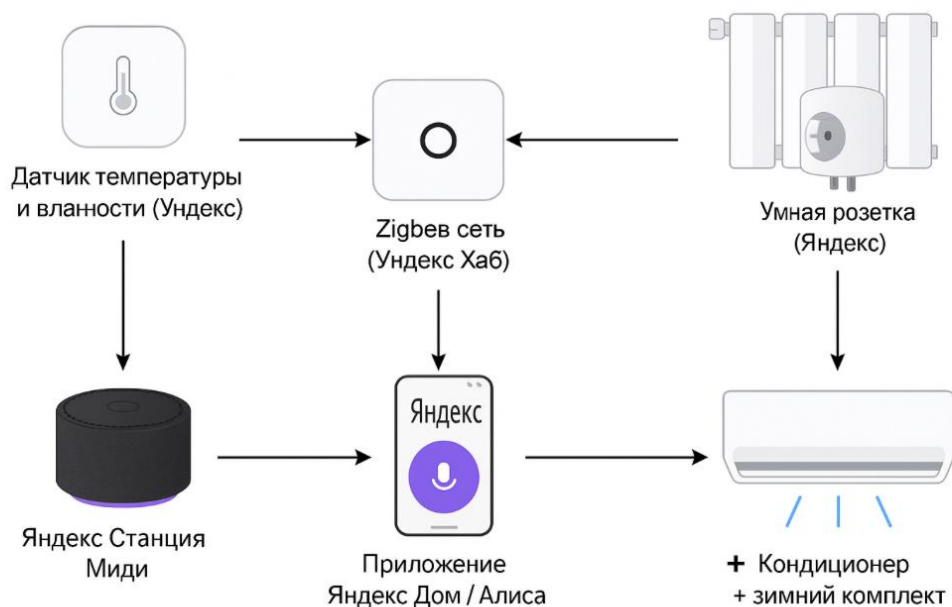 Датчик температуры
и вланности (Ундекс)
Zigbев сеть
(Ундекс Хаб)
Умная розетка
(Яндекс)
Яндекс
Яндекс Станция
Миди
Приложение
Яндекс Дом / Алиса
+ Кондиционер
+ зимний комплект